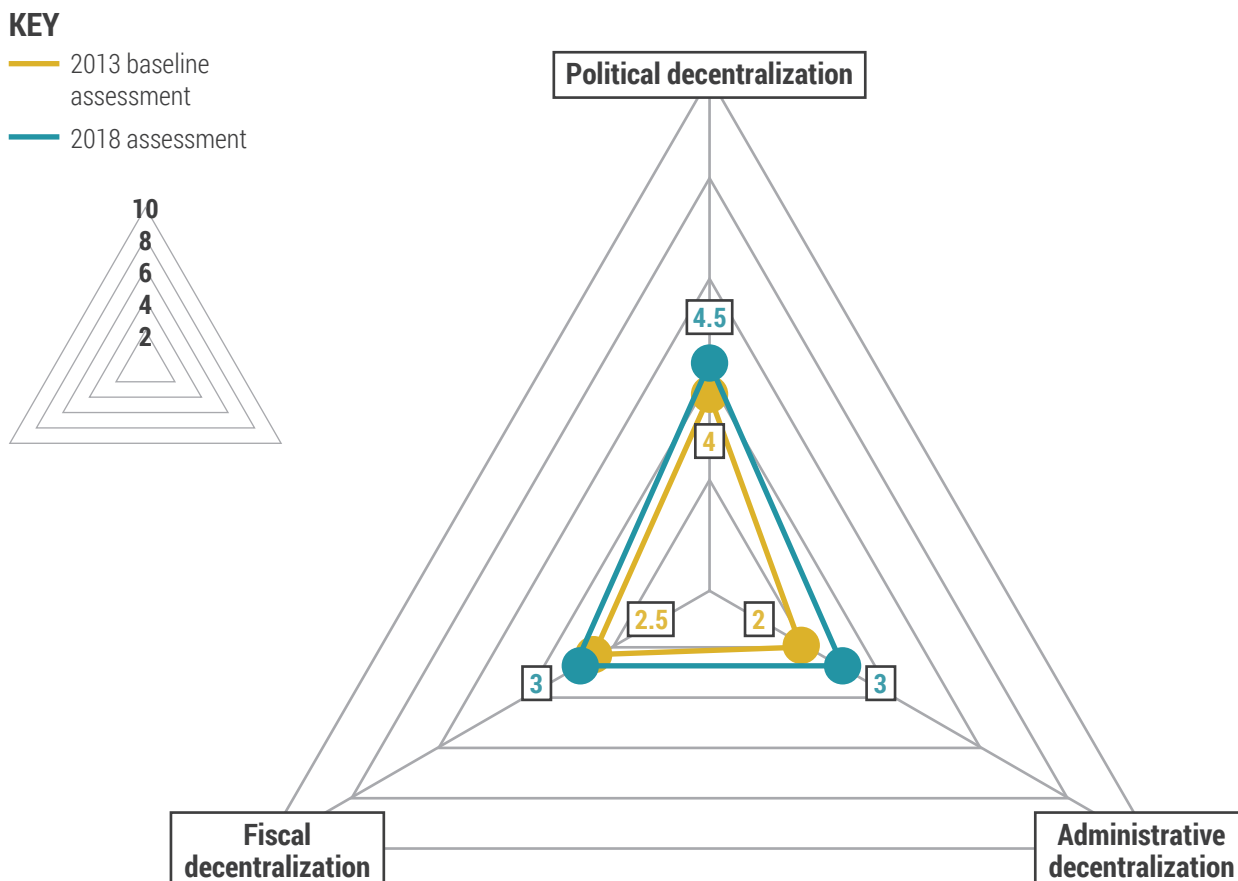 KEY
2013 baseline
assessment
2018 assessment
10
8
6
4
2
Political decentralization
4.5
4
2.5
2
3
3
Fiscal
decentralization
Administrative
decentralization